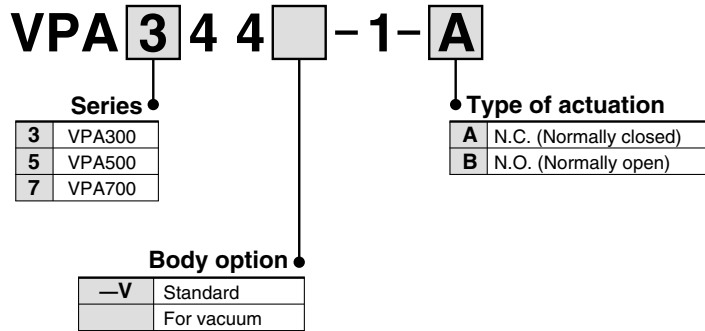 VPA 3 4 4 -1- A
Series
3 VPA300
5 VPA500
7 VPA700
Type of actuation
A N.C. (Normally closed)
B N.O. (Normally open)
Body option
—V Standard
For vacuum